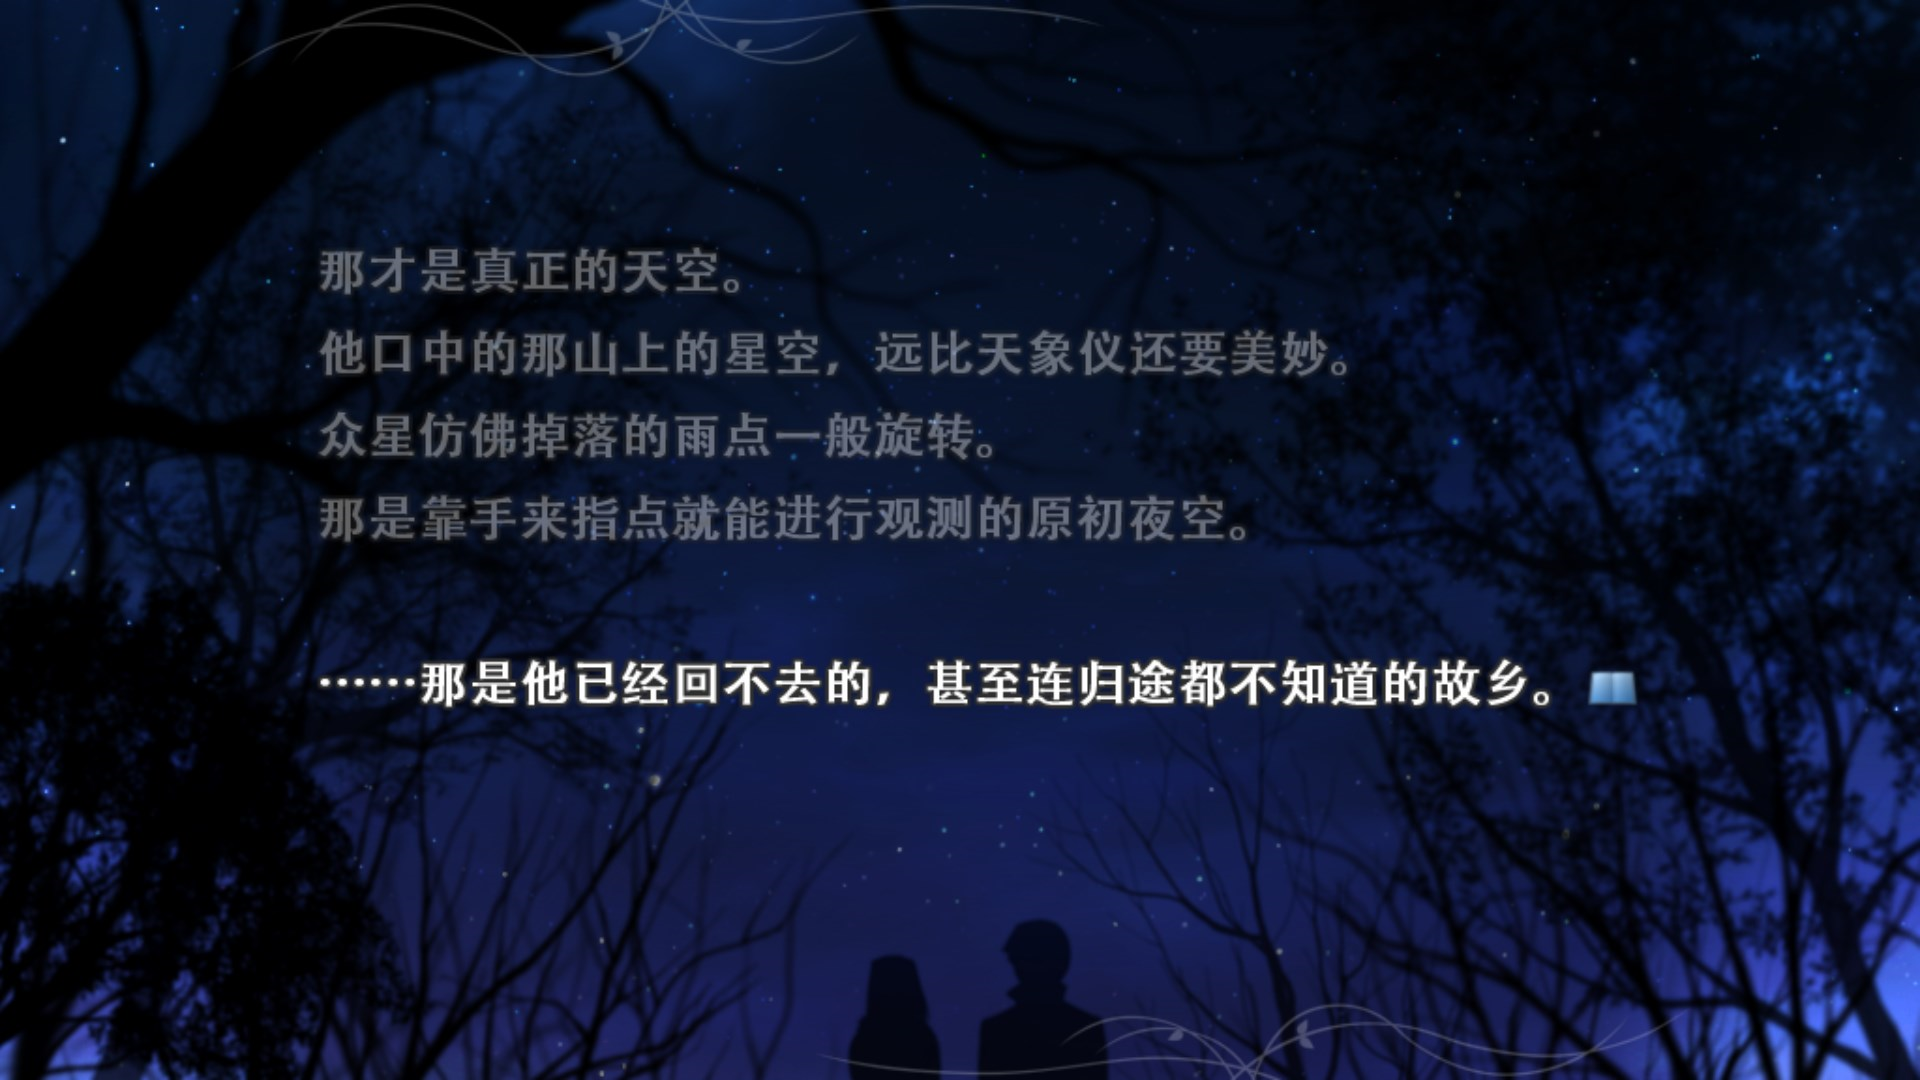 那才是真正的天空。
他口中的那山上的星空，远比天象仪还要美妙。
众星仿佛掉落的雨点一般旋转。
那是靠手来指点就能进行观测的原初夜空。
……那是他已经回不去的，甚至连归途都不知道的故乡。